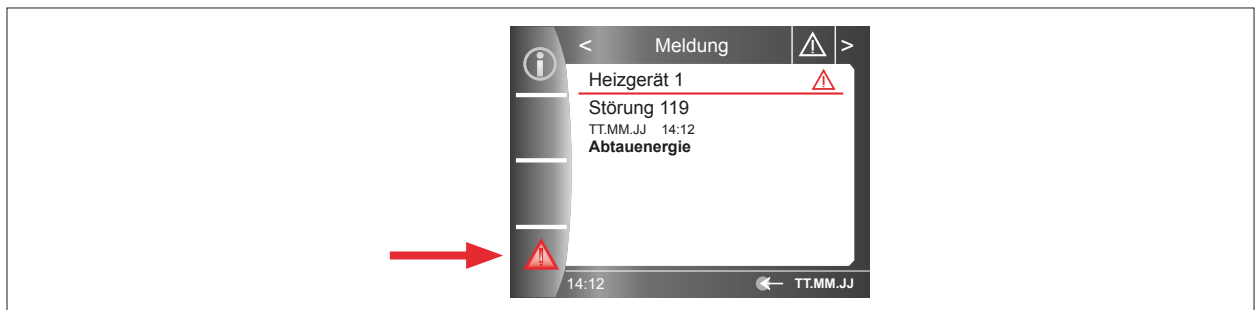 < Meldung >
Heizgerät 1
Störung 119
TT.MM.JJ 14:12
Abtauenergie
14:12 TT.MM.JJ